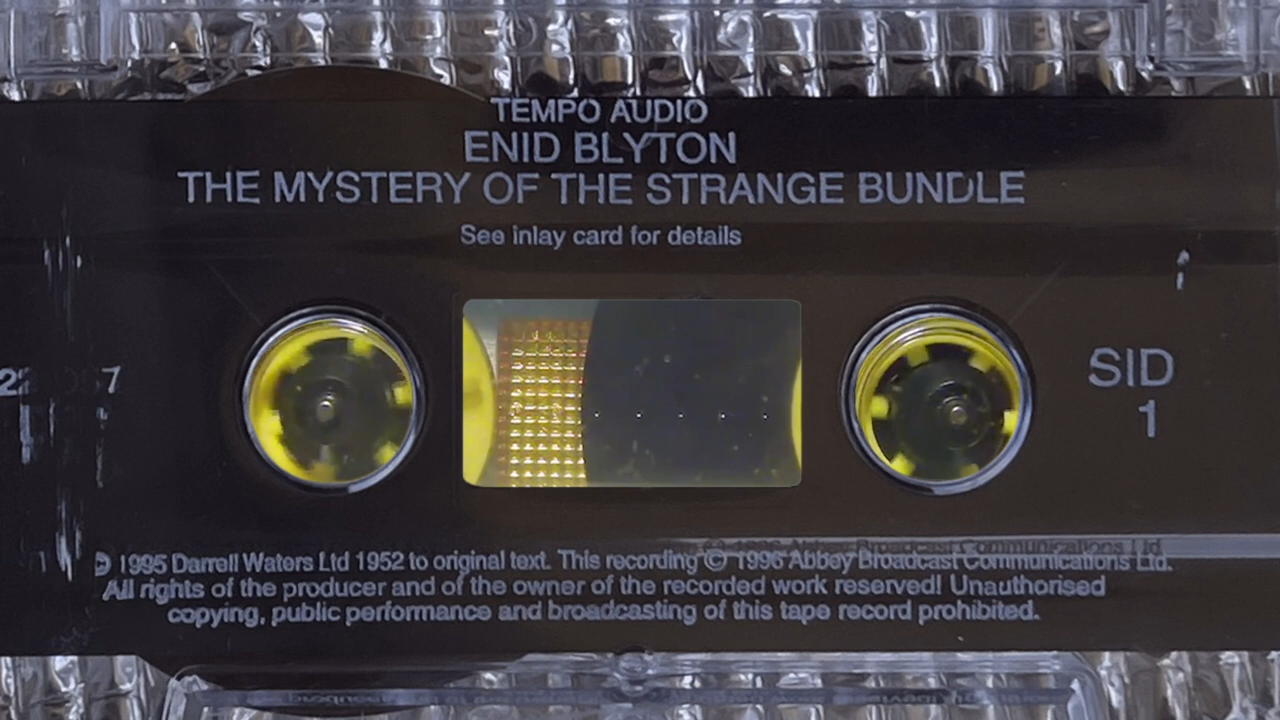 TEMPO AUDIO
ENID BLYTON
THE MYSTERY OF THE STRANGE BUNDLE
See inlay card for details
SID
1
1995 Darrell Waters Ltd 1952 to original text. This recording © 1996 Abbey Broadcast Communications Ltd.
All rights of the producer and of the owner of the recorded work reserved! Unauthorised
copying, public performance and broadcasting of this tape record prohibited.